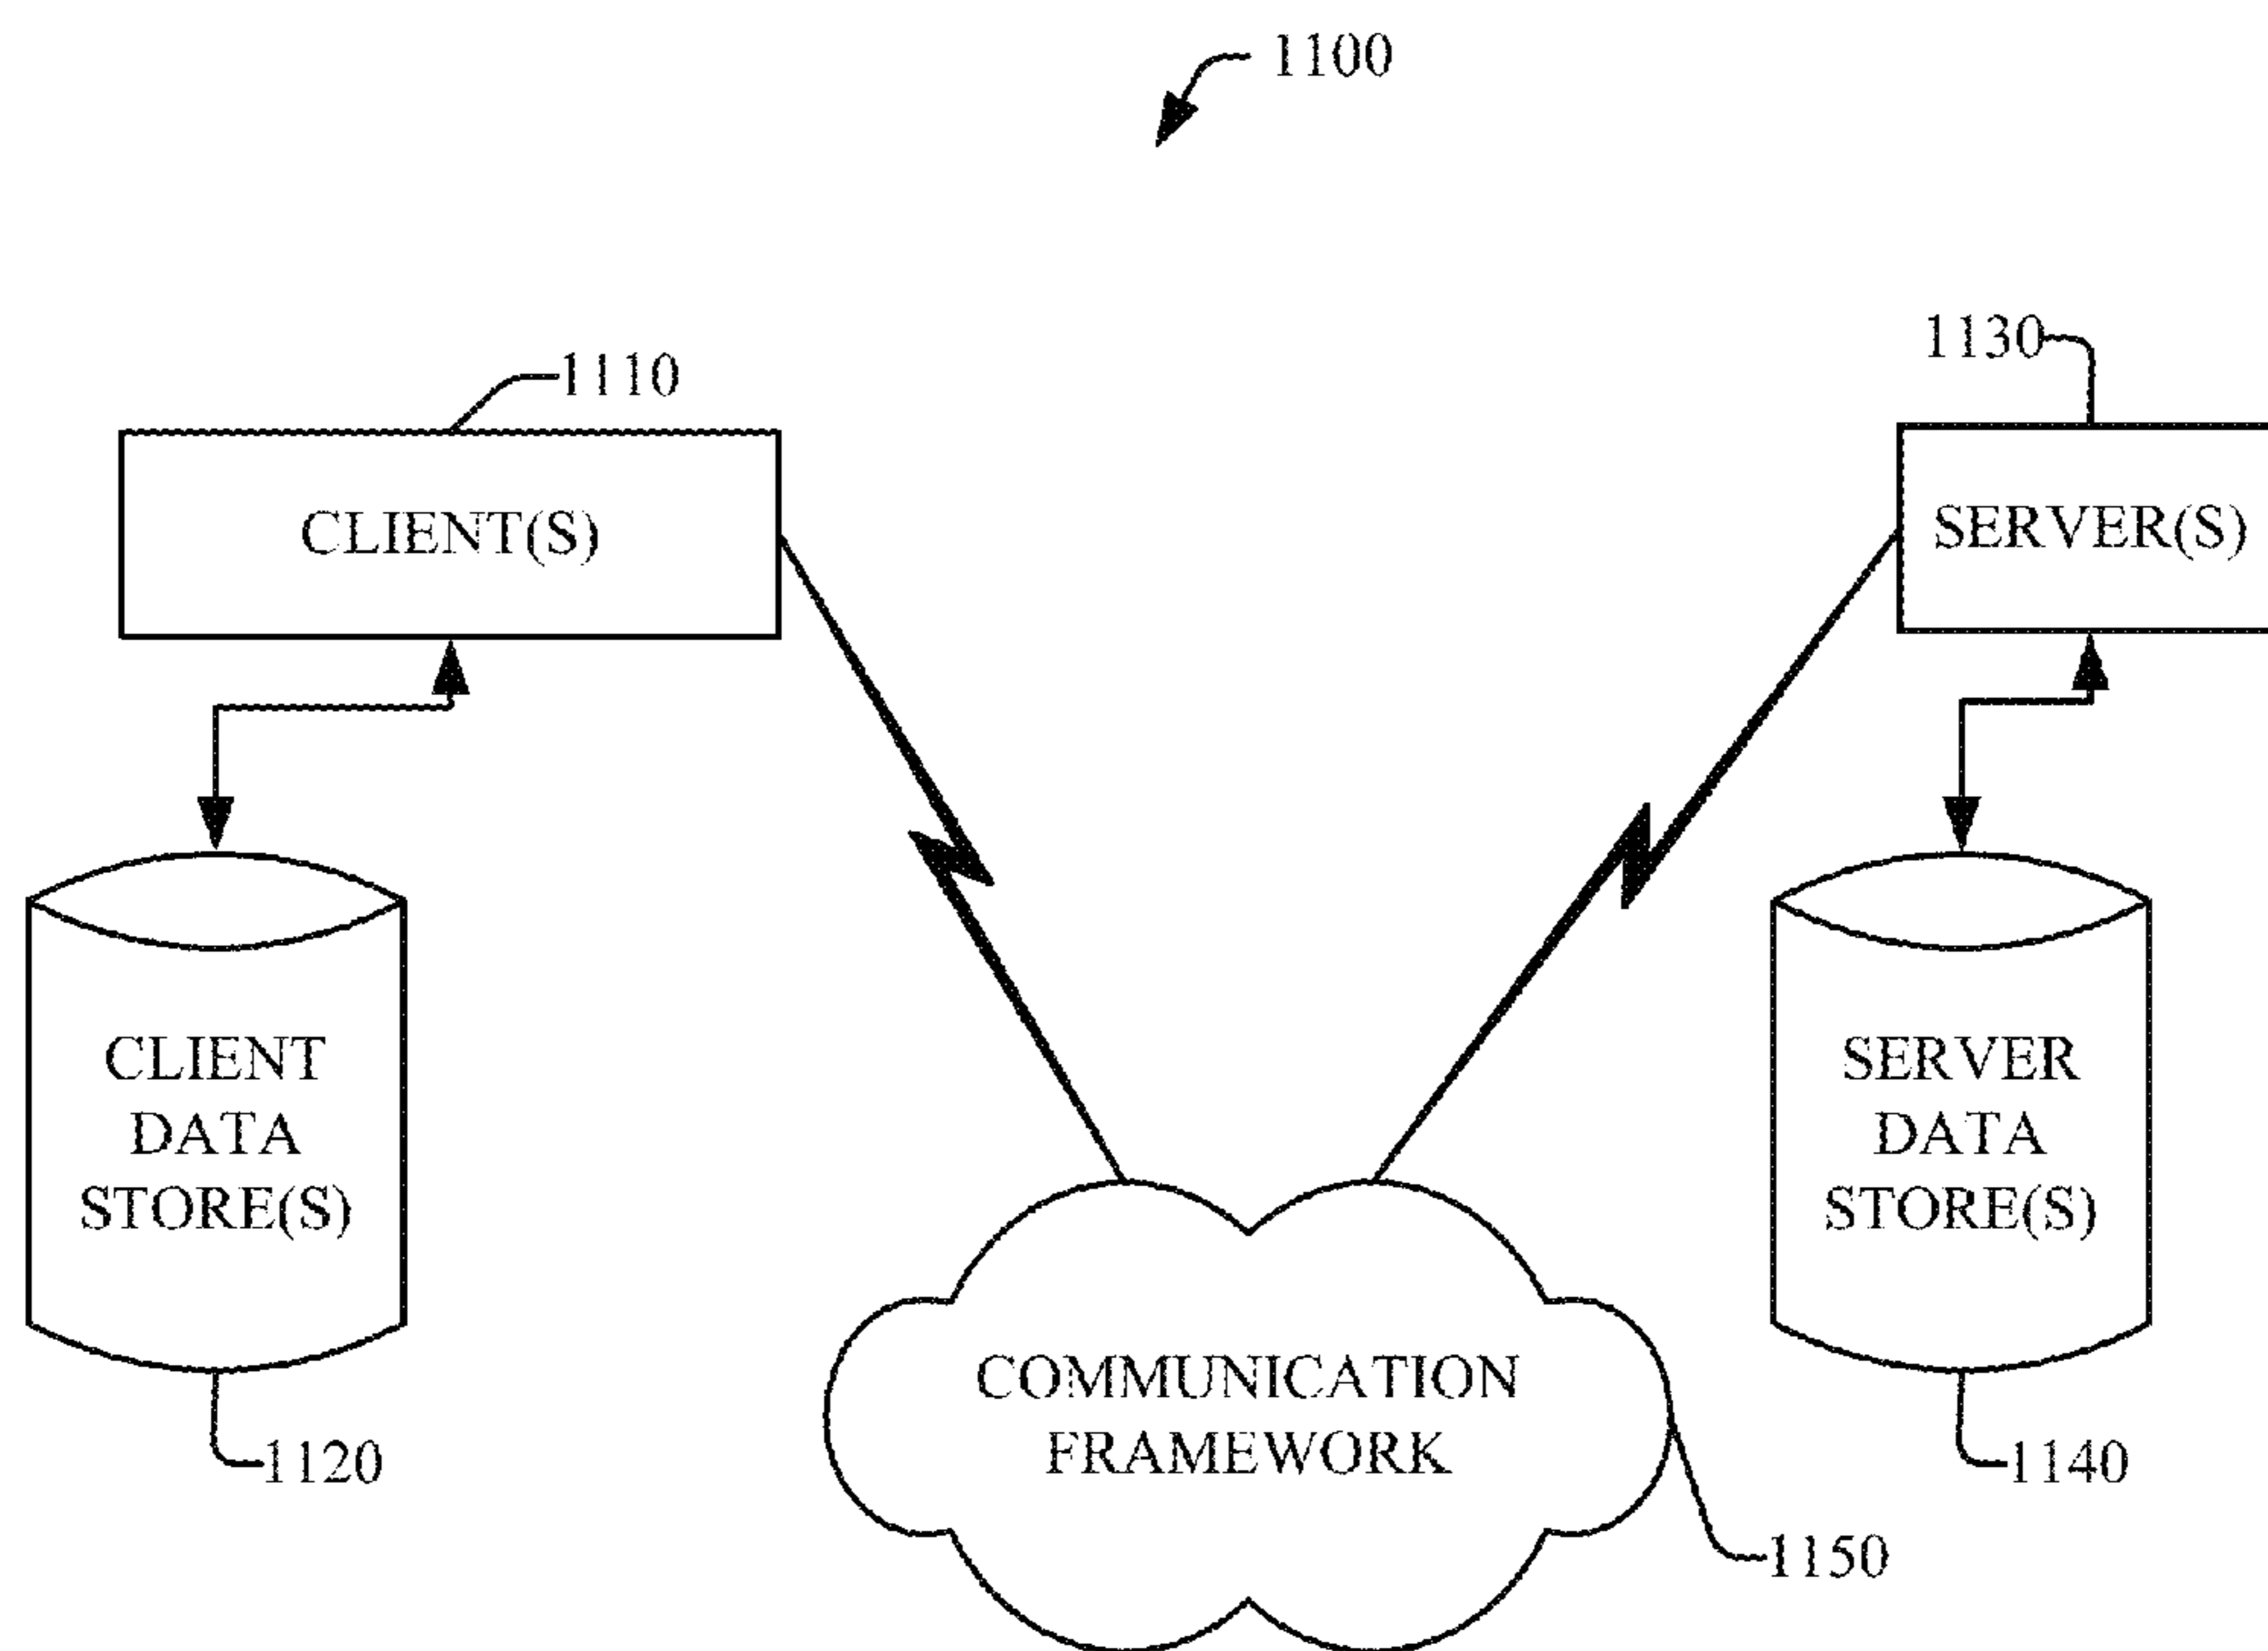 1100
1110
1130
CLIENT(S)
SERVER(S)
CLIENT
DATA
STORE(S)
SERVER
DATA
STORE(S)
COMMUNICATION
FRAMEWORK
1120
1140
1150